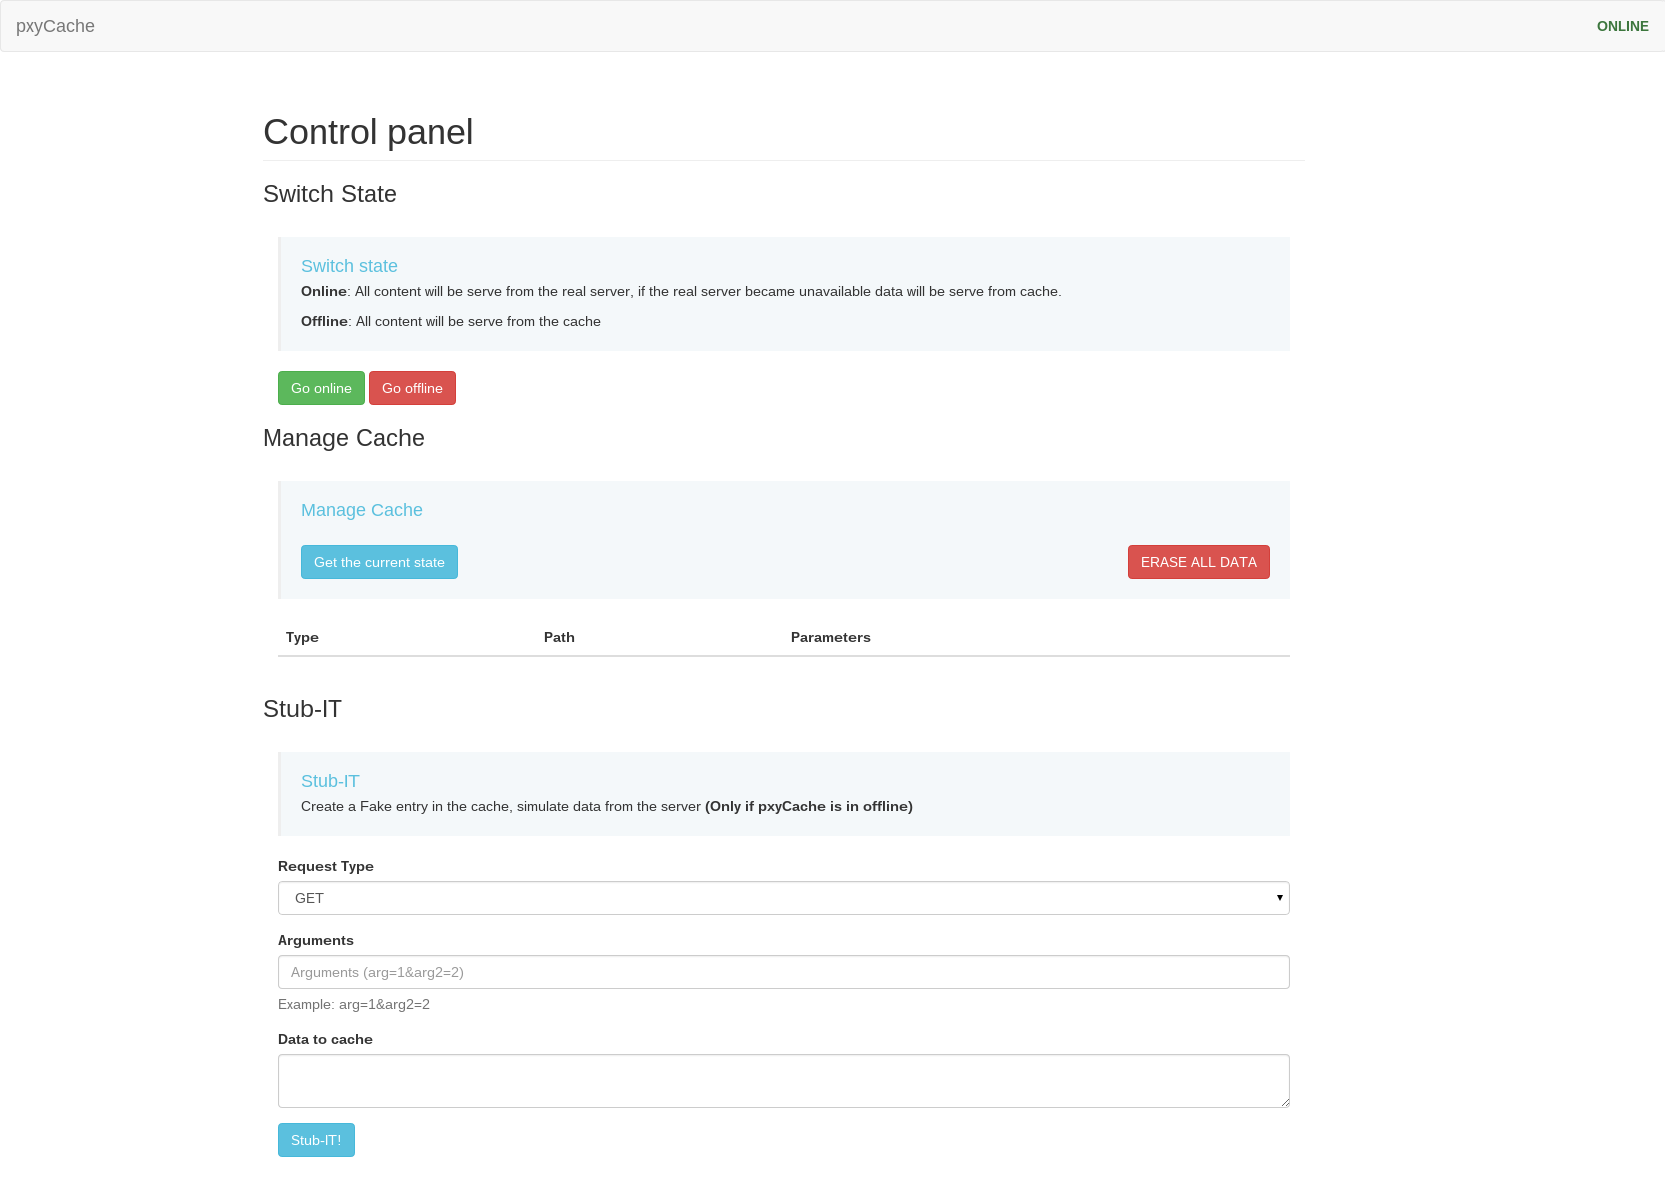 pxyCache
ONLINE
Control panel
Switch State
Switch state
Online: All content will be serve from the real server, if the real server became unavailable data will be serve from cache.
Offline: All content will be serve from the cache
Go online Go offline
Manage Cache
Manage Cache
Get the current state
ERASE ALL DATA
Type Path Parameters
Stub-IT
Stub-IT
Create a Fake entry in the cache, simulate data from the server (Only if pxyCache is in offline)
Request Type
GET
Arguments
Arguments (arg=1&arg2=2)
Example: arg=1&arg2=2
Data to cache
Stub-IT!